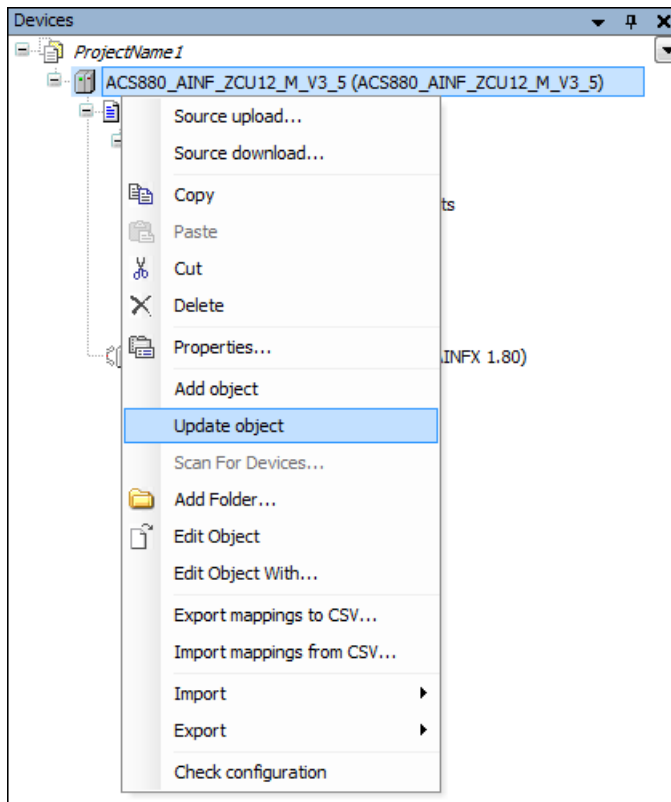 Devices
ProjectName1
ACS880_AINF_ZCU12_M_V3_5 (ACS880_AINF_ZCU12_M_V3_5)
Source upload...
Source download...
Copy
ts
Paste
Cut
Delete
Properties...
INFX 1.80)
Add object
Update object
Scan For Devices...
Add Folder...
Edit Object
Edit Object With...
Export mappings to CSV...
Import mappings from CSV...
Import
Export
Check configuration